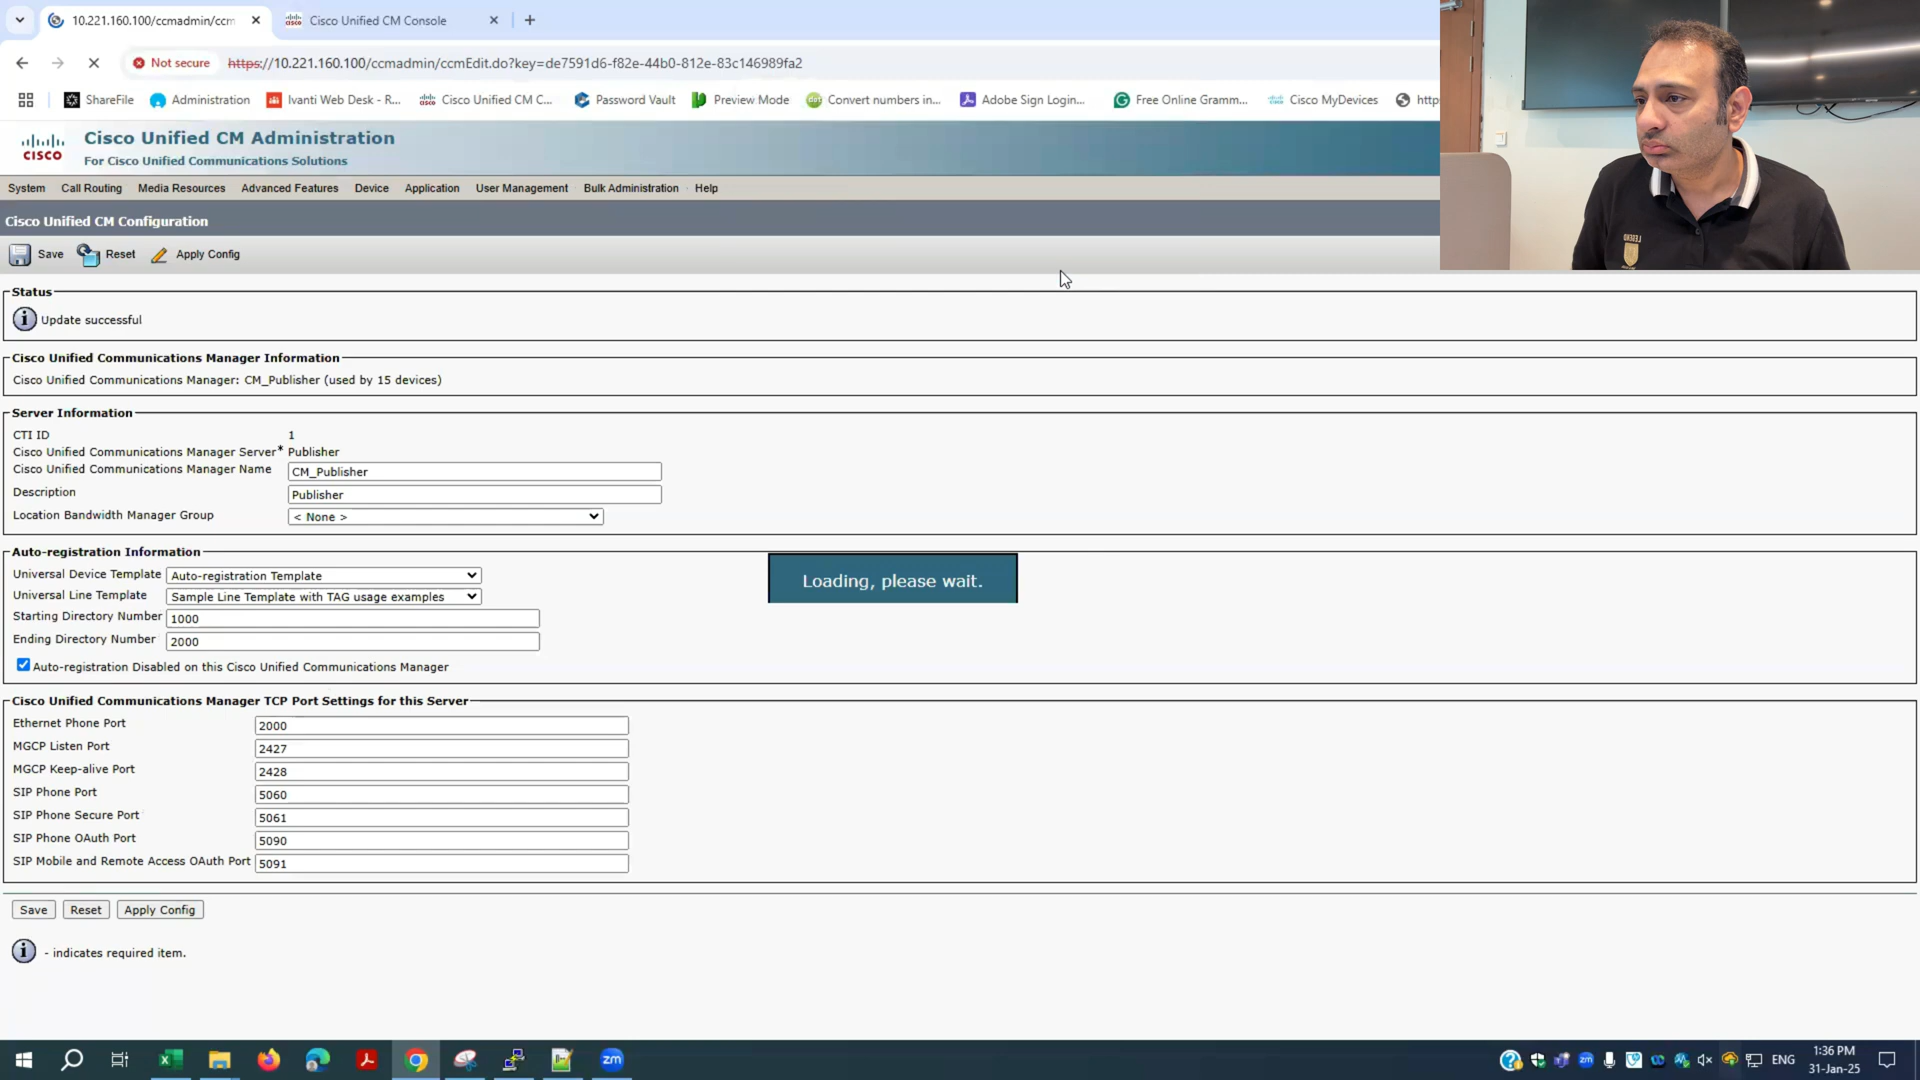 10.221.160.100/ccmadmin/ccm
Cisco Unified CM Console
Not secure
https://10.221.160.100/ccmadmin/ccmEdit.do?key=de7591d6-f82e-44b0-812e-83c146989fa2
ShareFile
Administration
Ivanti Web Desk - R...
Cisco Unified CM C...
Password Vault
Preview Mode
Convert numbers in...
Adobe Sign Login...
Free Online Gramm...
Cisco MyDevices
http
CISCO
Cisco Unified CM Administration
For Cisco Unified Communications Solutions
System Call Routing Media Resources Advanced Features Device Application User Management Bulk Administration Help
Cisco Unified CM Configuration
Save Reset Apply Config
Status
Update successful
Cisco Unified Communications Manager Information
Cisco Unified Communications Manager: CM_Publisher (used by 15 devices)
Server Information
CTI ID 1
Cisco Unified Communications Manager Server* Publisher
Cisco Unified Communications Manager Name CM_Publisher
Description Publisher
Location Bandwidth Manager Group < None >
Auto-registration Information
Universal Device Template Auto-registration Template
Universal Line Template Sample Line Template with TAG usage examples
Starting Directory Number 1000
Ending Directory Number 2000
Auto-registration Disabled on this Cisco Unified Communications Manager
Loading, please wait.
Cisco Unified Communications Manager TCP Port Settings for this Server
Ethernet Phone Port 2000
MGCP Listen Port 2427
MGCP Keep-alive Port 2428
SIP Phone Port 5060
SIP Phone Secure Port 5061
SIP Phone OAuth Port 5090
SIP Mobile and Remote Access OAuth Port 5091
Save Reset Apply Config
- indicates required item.
LEGEND
zm
ENG
1:36 PM
31-Jan-25